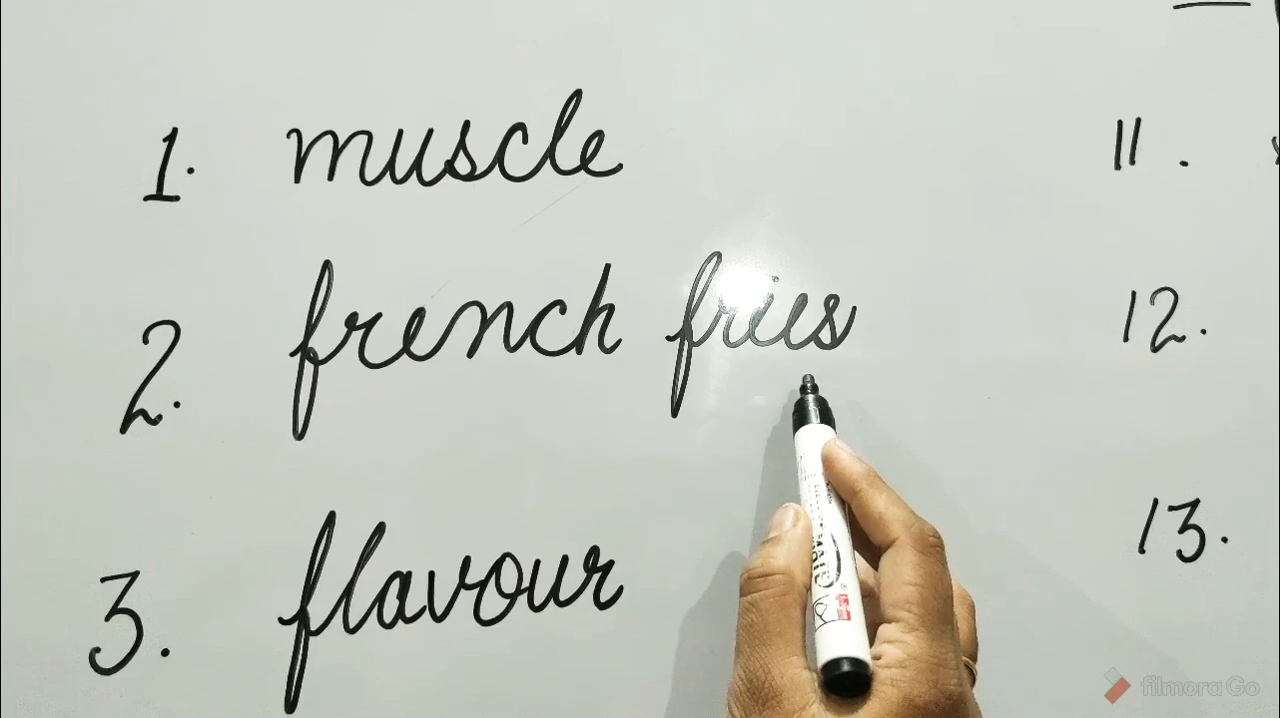 1. muscle
11.
2. french fries
12.
3. flavour
13.
filmora Go